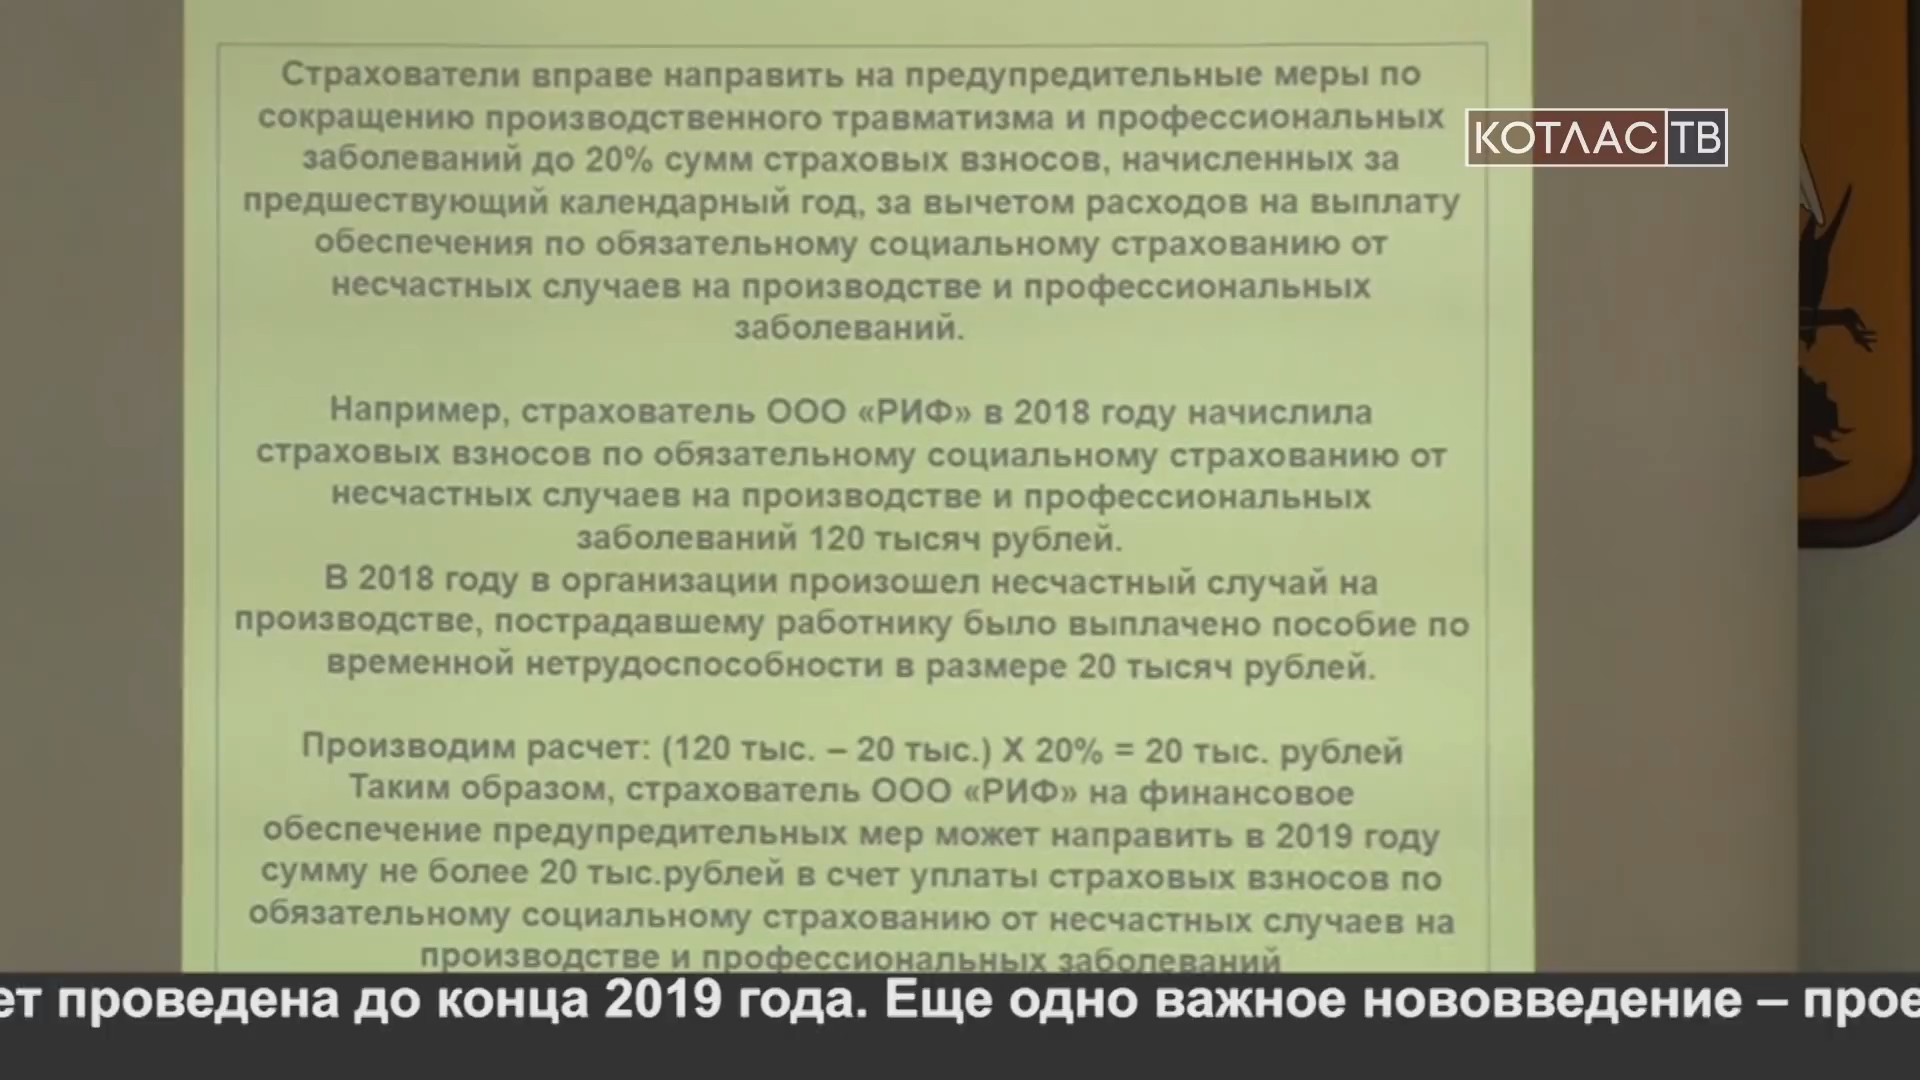 Страхователи вправе направить на предупредительные меры по
сокращению производственного травматизма и профессиональных
заболеваний до 20% сумм страховых взносов, начисленных за
предшествующий календарный год, за вычетом расходов на выплату
обеспечения по обязательному социальному страхованию от
несчастных случаев на производстве и профессиональных
заболеваний.
КОТЛАС ТВ
Например, страхователь ООО «РИФ» в 2018 году начислила
страховых взносов по обязательному социальному страхованию от
несчастных случаев на производстве и профессиональных
заболеваний 120 тысяч рублей.
В 2018 году в организации произошел несчастный случай на
производстве, пострадавшему работнику было выплачено пособие по
временной нетрудоспособности в размере 20 тысяч рублей.
Производим расчет: (120 тыс. – 20 тыс.) Х 20% = 20 тыс. рублей
Таким образом, страхователь ООО «РИФ» на финансовое
обеспечение предупредительных мер может направить в 2019 году
сумму не более 20 тыс.рублей в счет уплаты страховых взносов по
обязательному социальному страхованию от несчастных случаев на
производстве и профессиональных заболеваний
ет проведена до конца 2019 года. Еще одно важное нововведение – прое